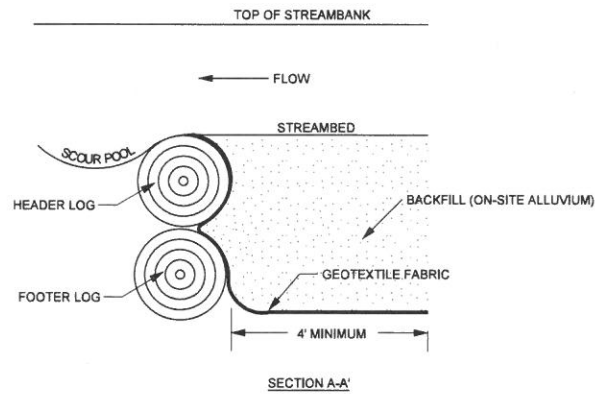 TOP OF STREAMBANK
FLOW
STREAMBED
SCOUR POOL
HEADER LOG
BACKFILL (ON-SITE ALLUVIUM)
GEOTEXTILE FABRIC
FOOTER LOG
4' MINIMUM
SECTION A-A'